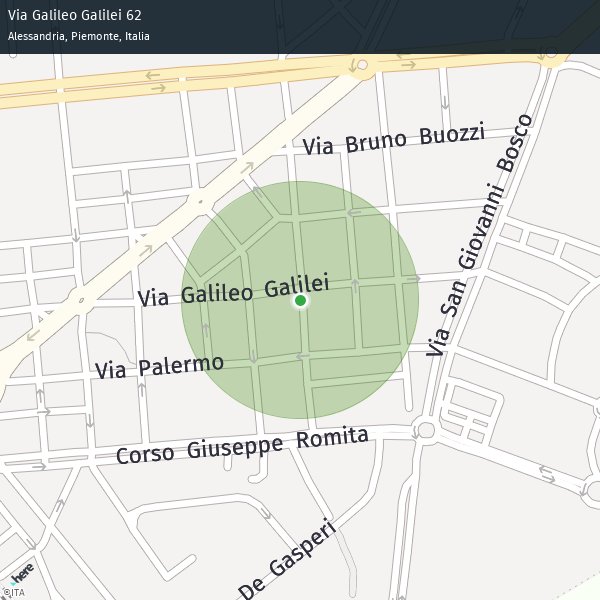 Via Galileo Galilei 62
Alessandria, Piemonte, Italia
Via Bruno Buozzi
Via San Giovanni Bosco
Via Galileo Galilei
Via Palermo
Corso Giuseppe Romita
De Gasperi
here
©ITA